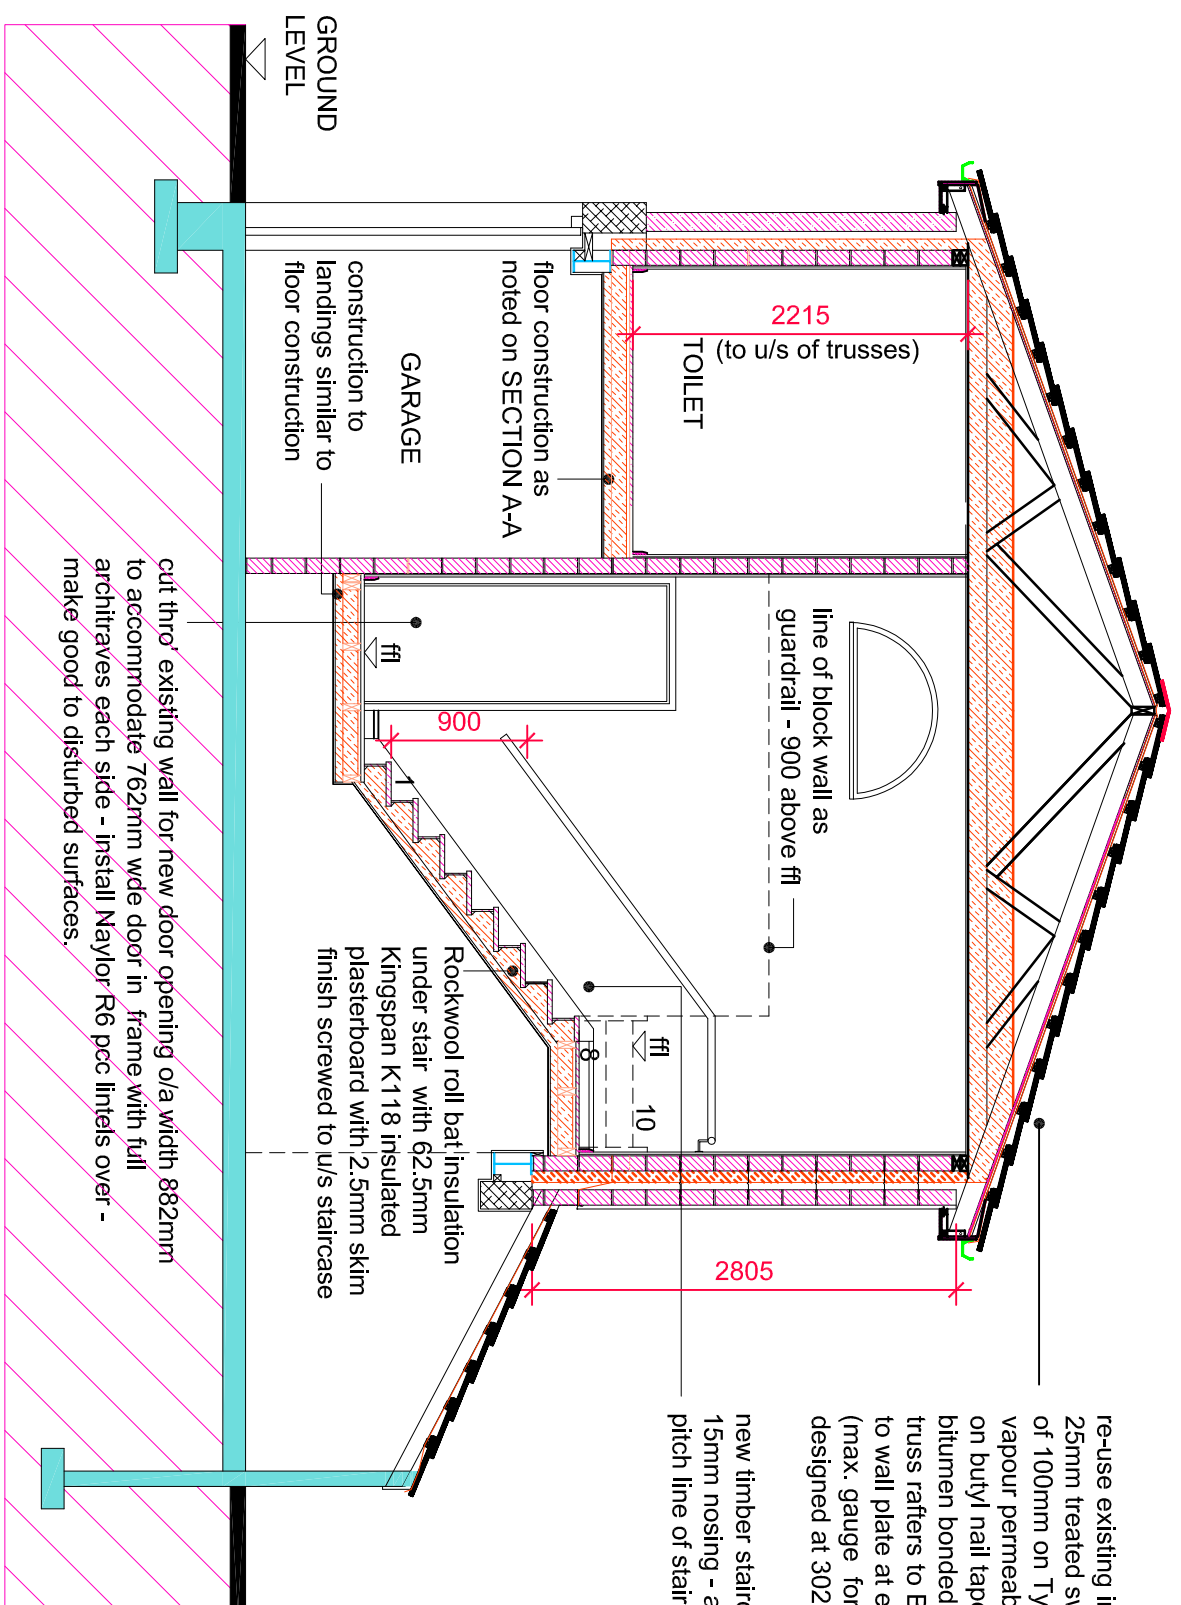 GROUND
LEVEL
2215
(to u/s of trusses)
TOILET
floor construction as
noted on SECTION A-A
GARAGE
construction to
landings similar to
floor construction
line of block wall as
guardrail - 900 above ffl
ffl
900
1
8
ffl
10
cut thro' existing wall for new door opening o/a width 882mm
to accommodate 762mm wde door in frame with full
architraves each side - install Naylor R6 pcc lintels over -
make good to disturbed surfaces.
Rockwool roll bat insulation
under stair with 62.5mm
Kingspan K118 insulated
plasterboard with 2.5mm skim
finish screwed to u/s staircase
2805
re-use existing
25mm treated
of 100mm on
vapour
on butyl nail
bitumen bonded
truss rafters to
to wall plate at
(max. gauge
designed at 302
new timber
15mm nosing -
pitch line of stair